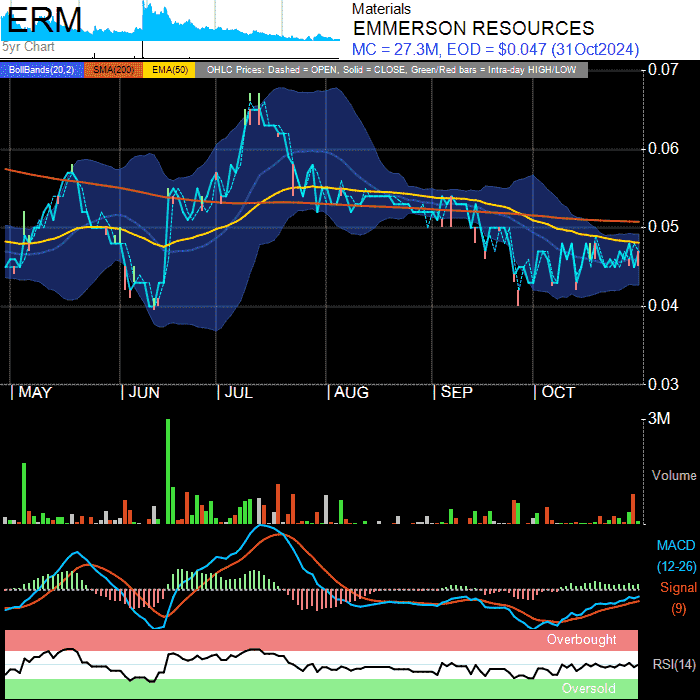 ERM
5yr Chart
Materials
EMMERSON RESOURCES
MC = 27.3M, EOD = $0.047 (31Oct2024)
BollBands(20,2) SMA(200) EMA(50) OHLC Prices: Dashed = OPEN, Solid = CLOSE, Green/Red bars = Intra-day HIGH/LOW
0.07
0.06
0.05
0.04
0.03
MAY JUN JUL AUG SEP OCT
3M
Volume
MACD
(12-26)
Signal
(9)
Overbought
RSI(14)
Oversold